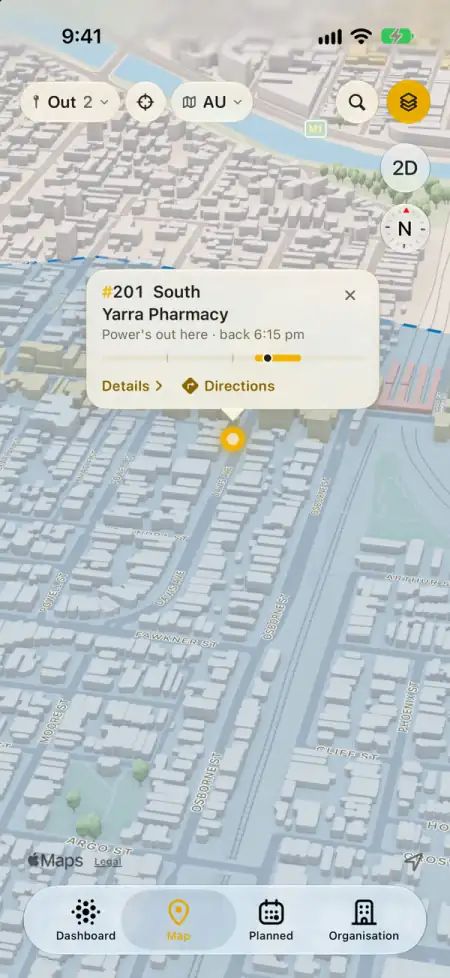 9:41
Out 2
AU
M1
2D
N
#201 South
Yarra Pharmacy
Power's out here · back 6:15 pm
Details
Directions
OSBORNE ST
ARTHUR S
FAWKNER ST
OSBORNE ST
MOORE ST
PHOENIX ST
CLIFF ST
OSBORNE ST
ARGO ST
HO
Maps
Legal
Dashboard
Map
Planned
Organisation